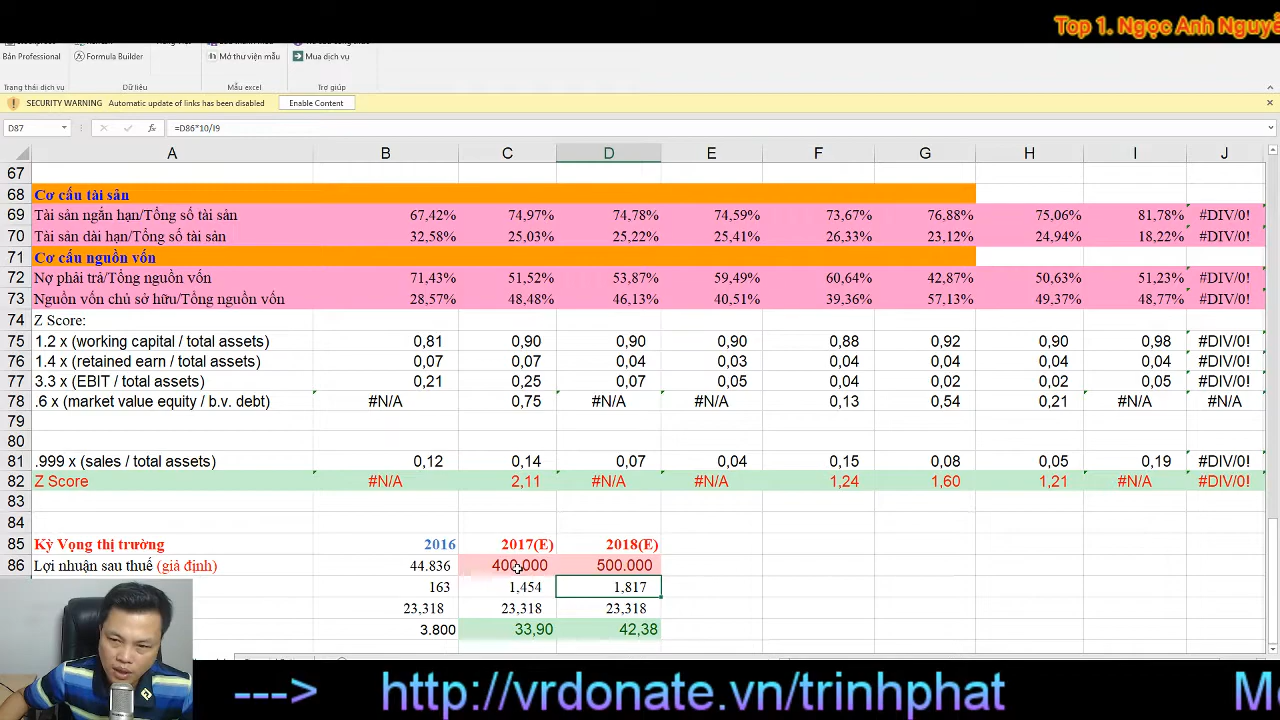 Top 1. Ngọc Anh Nguyễ
Bản Professional
Formula Builder
Mở thư viện mẫu
Mua dịch vụ
Trạng thái dịch vụ
Dữ liệu
Mẫu excel
Trợ giúp
SECURITY WARNING Automatic update of links has been disabled Enable Content
D87 fx =D86*10/I9
A B C D E F G H I J
67
68 Cơ cấu tài sản
69 Tài sản ngắn hạn/Tổng số tài sản 67,42% 74,97% 74,78% 74,59% 73,67% 76,88% 75,06% 81,78% #DIV/0!
70 Tài sản dài hạn/Tổng số tài sản 32,58% 25,03% 25,22% 25,41% 26,33% 23,12% 24,94% 18,22% #DIV/0!
71 Cơ cấu nguồn vốn
72 Nợ phải trả/Tổng nguồn vốn 71,43% 51,52% 53,87% 59,49% 60,64% 42,87% 50,63% 51,23% #DIV/0!
73 Nguồn vốn chủ sở hữu/Tổng nguồn vốn 28,57% 48,48% 46,13% 40,51% 39,36% 57,13% 49,37% 48,77% #DIV/0!
74 Z Score:
75 1.2 x (working capital / total assets) 0,81 0,90 0,90 0,90 0,88 0,92 0,90 0,98 #DIV/0!
76 1.4 x (retained earn / total assets) 0,07 0,07 0,04 0,03 0,04 0,04 0,04 0,04 #DIV/0!
77 3.3 x (EBIT / total assets) 0,21 0,25 0,07 0,05 0,04 0,02 0,02 0,05 #DIV/0!
78 .6 x (market value equity / b.v. debt) #N/A 0,75 #N/A #N/A 0,13 0,54 0,21 #N/A #N/A
79
80
81 .999 x (sales / total assets) 0,12 0,14 0,07 0,04 0,15 0,08 0,05 0,19 #DIV/0!
82 Z Score #N/A 2,11 #N/A #N/A 1,24 1,60 1,21 #N/A #DIV/0!
83
84
85 Kỳ Vọng thị trường 2016 2017(E) 2018(E)
86 Lợi nhuận sau thuế (giả định) 44.836 400.000 500.000
163 1,454 1,817
23,318 23,318 23,318
3.800 33,90 42,38
---> http://vrdonate.vn/trinhphat